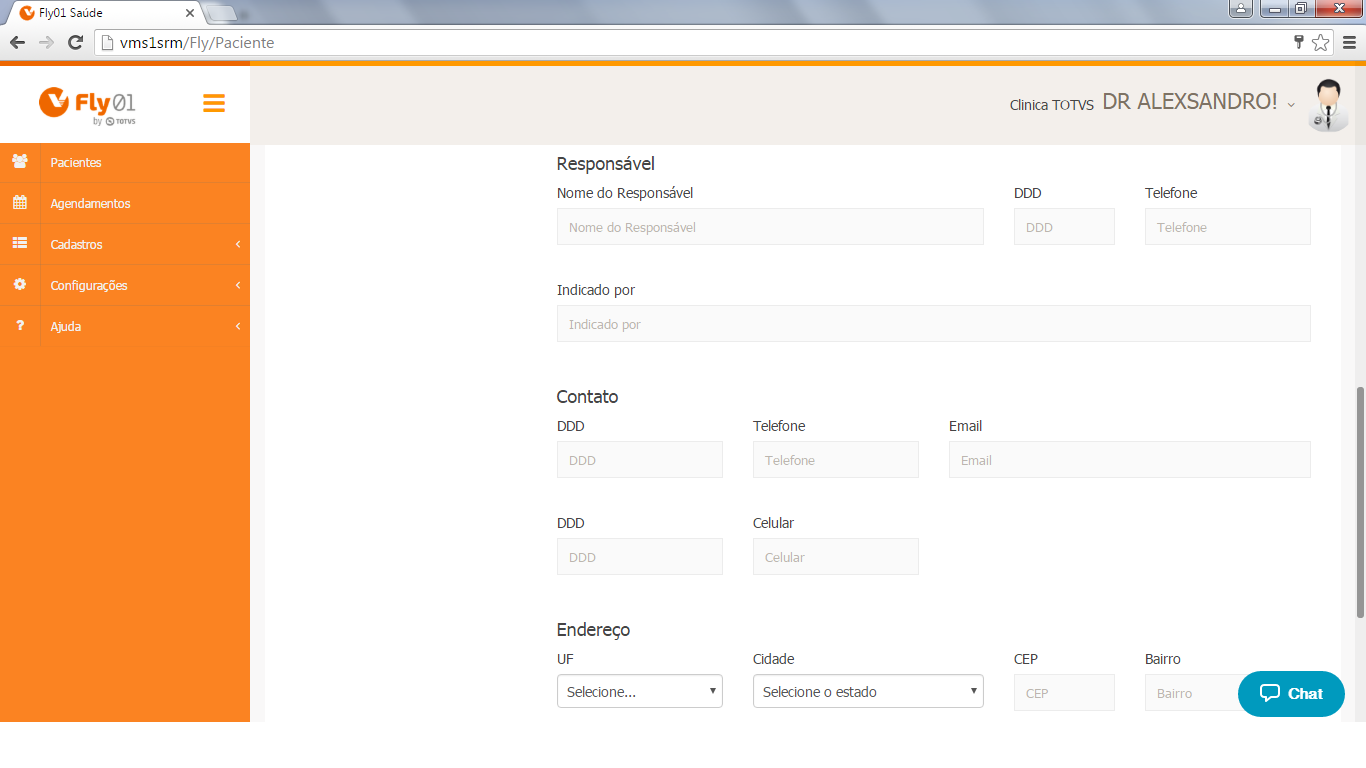 Fly01 Saúde
vms1srm/Fly/Paciente
Fly01
by TOTVS
Clinica TOTVS DR ALEXSANDRO!
Pacientes
Agendamentos
Cadastros
Configurações
Ajuda
Responsável
Nome do Responsável DDD Telefone
Nome do Responsável DDD Telefone
Indicado por
Indicado por
Contato
DDD Telefone Email
DDD Telefone Email
DDD Celular
DDD Celular
Endereço
UF Cidade CEP Bairro
Selecione... Selecione o estado CEP Bairro
Chat